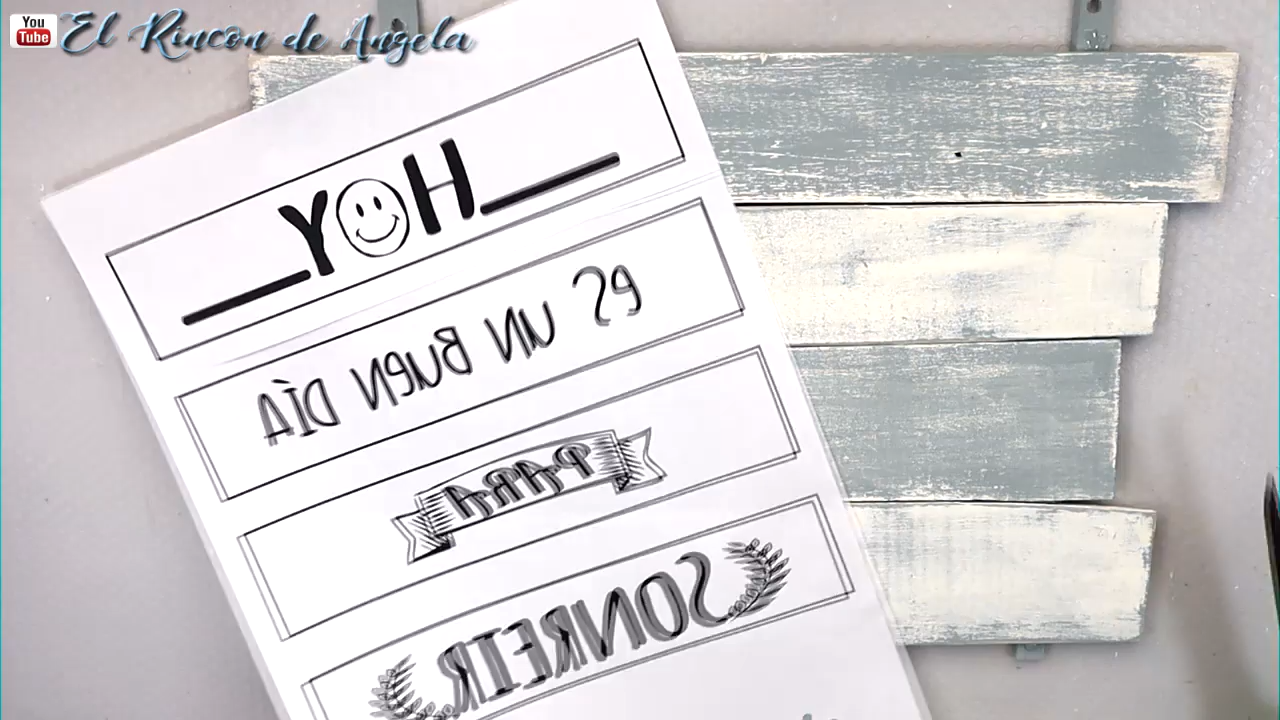 You
Tube
El Rincon de Angela
HOY
es un Buen DÍA
PARA
SONREIR